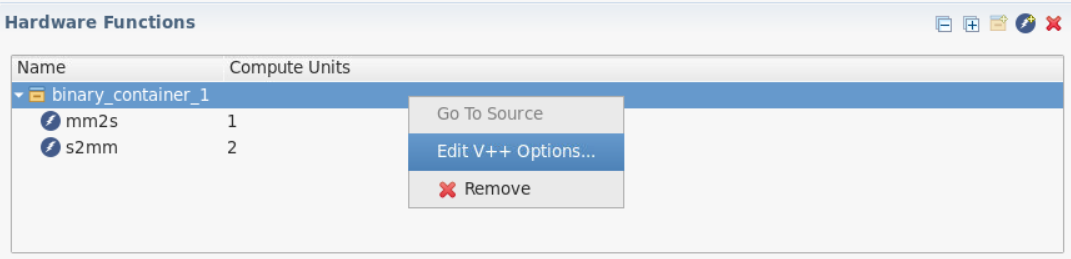 Hardware Functions
Name Compute Units
binary_container_1
Go To Source
mm2s 1
s2mm 2
Edit V++ Options...
Remove